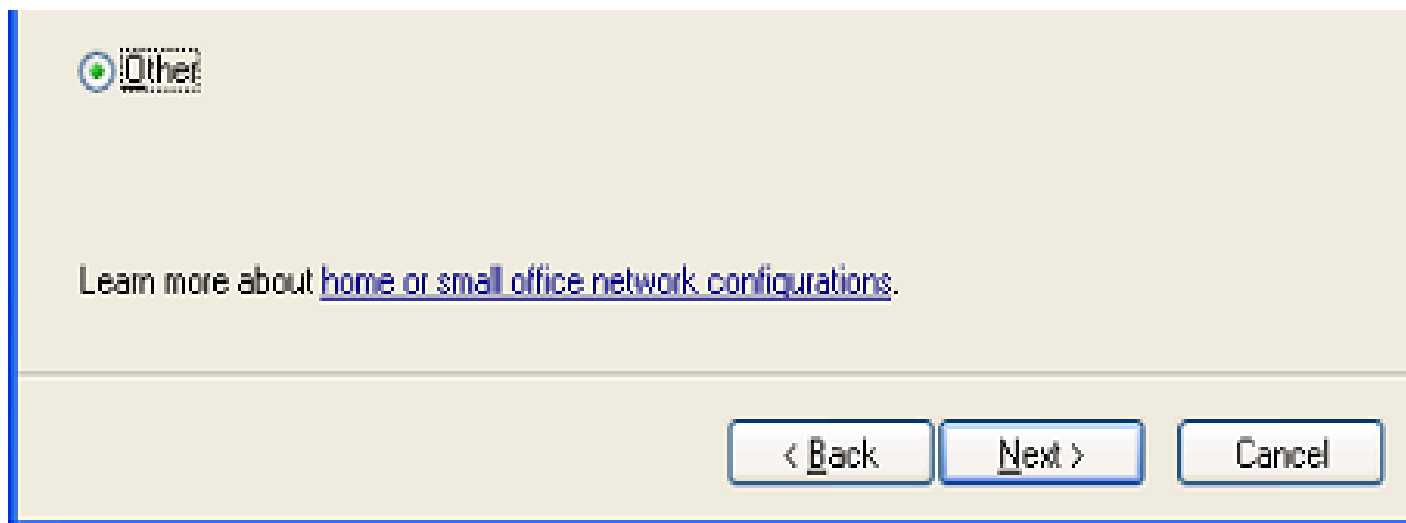 Other
Learn more about home or small office network configurations.
< Back Next > Cancel